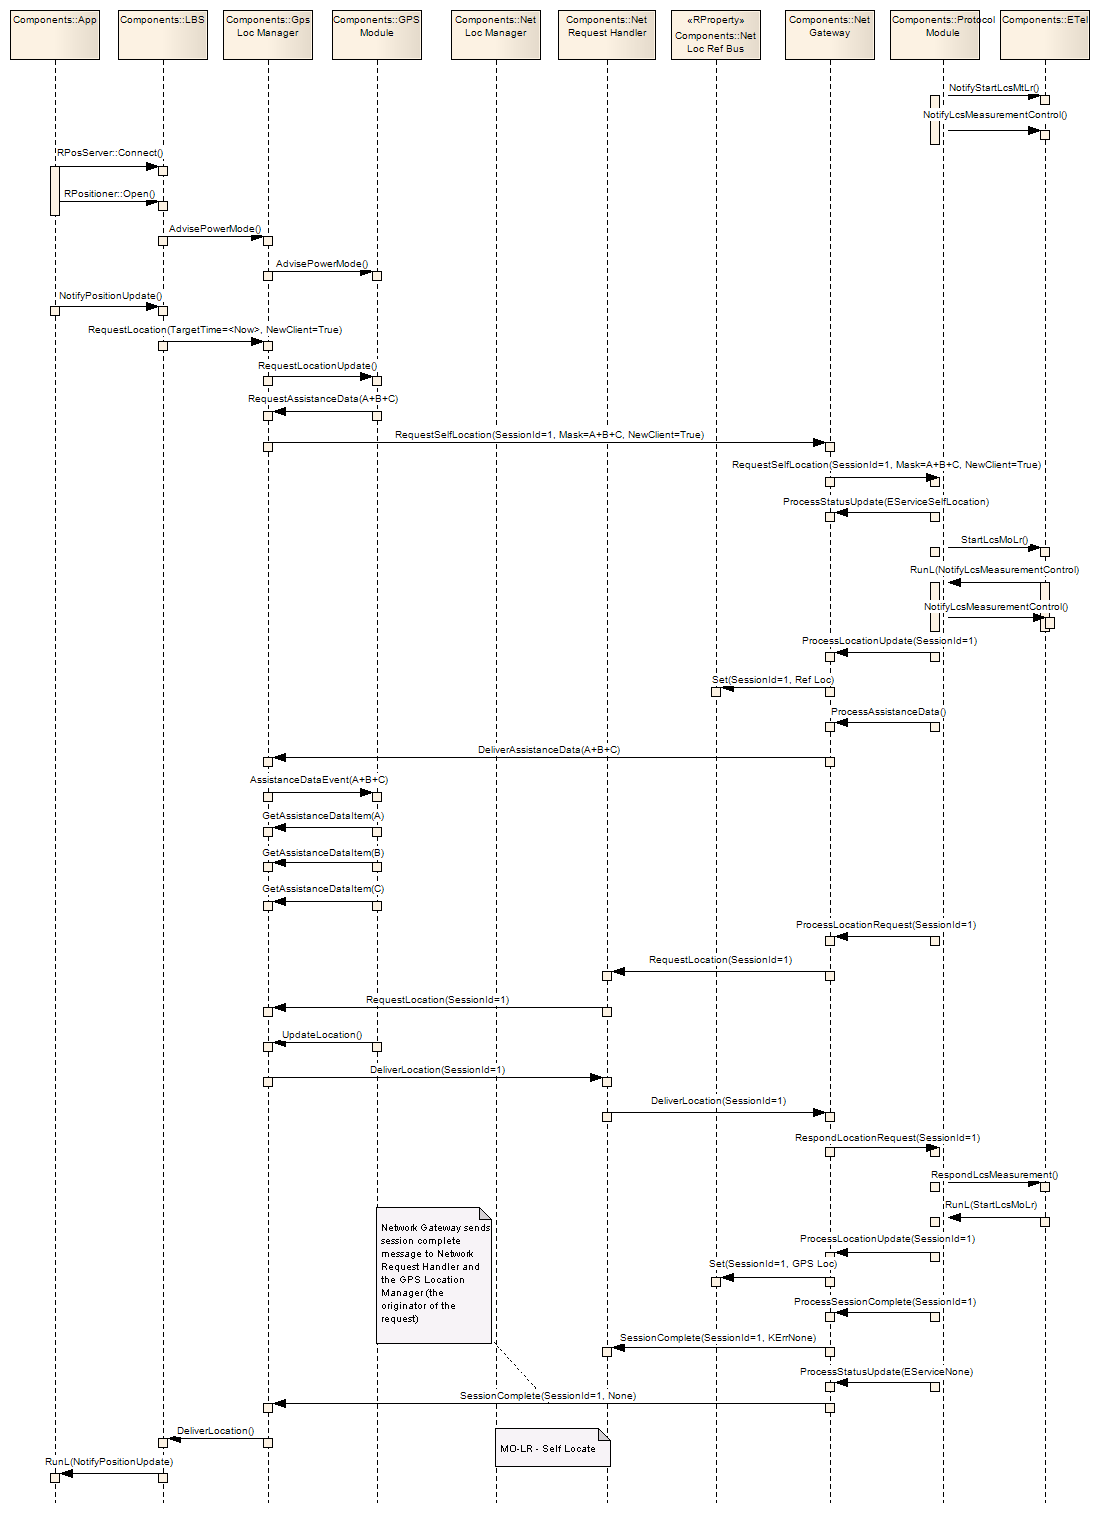 Components::App
Components::LBS
Components::Gps
Loc Manager
Components::GPS
Module
Components::Net
Loc Manager
Components::Net
Request Handler
«RProperty»
Components::Net
Loc Ref Bus
Components::Net
Gateway
Components::Protocol
Module
Components::ETel
NotifyStartLcsMtLr()
NotifyLcsMeasurementControl()
RPosServer::Connect()
RPositioner::Open()
AdvisePowerMode()
AdvisePowerMode()
NotifyPositionUpdate()
RequestLocation(TargetTime=<Now>, NewClient=True)
RequestLocationUpdate()
RequestAssistanceData(A+B+C)
RequestSelfLocation(SessionId=1, Mask=A+B+C, NewClient=True)
RequestSelfLocation(SessionId=1, Mask=A+B+C, NewClient=True)
ProcessStatusUpdate(EServiceSelfLocation)
StartLcsMoLr()
RunL(NotifyLcsMeasurementControl)
NotifyLcsMeasurementControl()
ProcessLocationUpdate(SessionId=1)
Set(SessionId=1, Ref Loc)
ProcessAssistanceData()
DeliverAssistanceData(A+B+C)
AssistanceDataEvent(A+B+C)
GetAssistanceDataItem(A)
GetAssistanceDataItem(B)
GetAssistanceDataItem(C)
ProcessLocationRequest(SessionId=1)
RequestLocation(SessionId=1)
RequestLocation(SessionId=1)
UpdateLocation()
DeliverLocation(SessionId=1)
DeliverLocation(SessionId=1)
RespondLocationRequest(SessionId=1)
RespondLcsMeasurement()
RunL(StartLcsMoLr)
Network Gateway sends
session complete
message to Network
Request Handler and
the GPS Location
Manager (the
originator of the
request)
ProcessLocationUpdate(SessionId=1)
Set(SessionId=1, GPS Loc)
ProcessSessionComplete(SessionId=1)
SessionComplete(SessionId=1, KErrNone)
ProcessStatusUpdate(EServiceNone)
SessionComplete(SessionId=1, None)
DeliverLocation()
MO-LR - Self Locate
RunL(NotifyPositionUpdate)